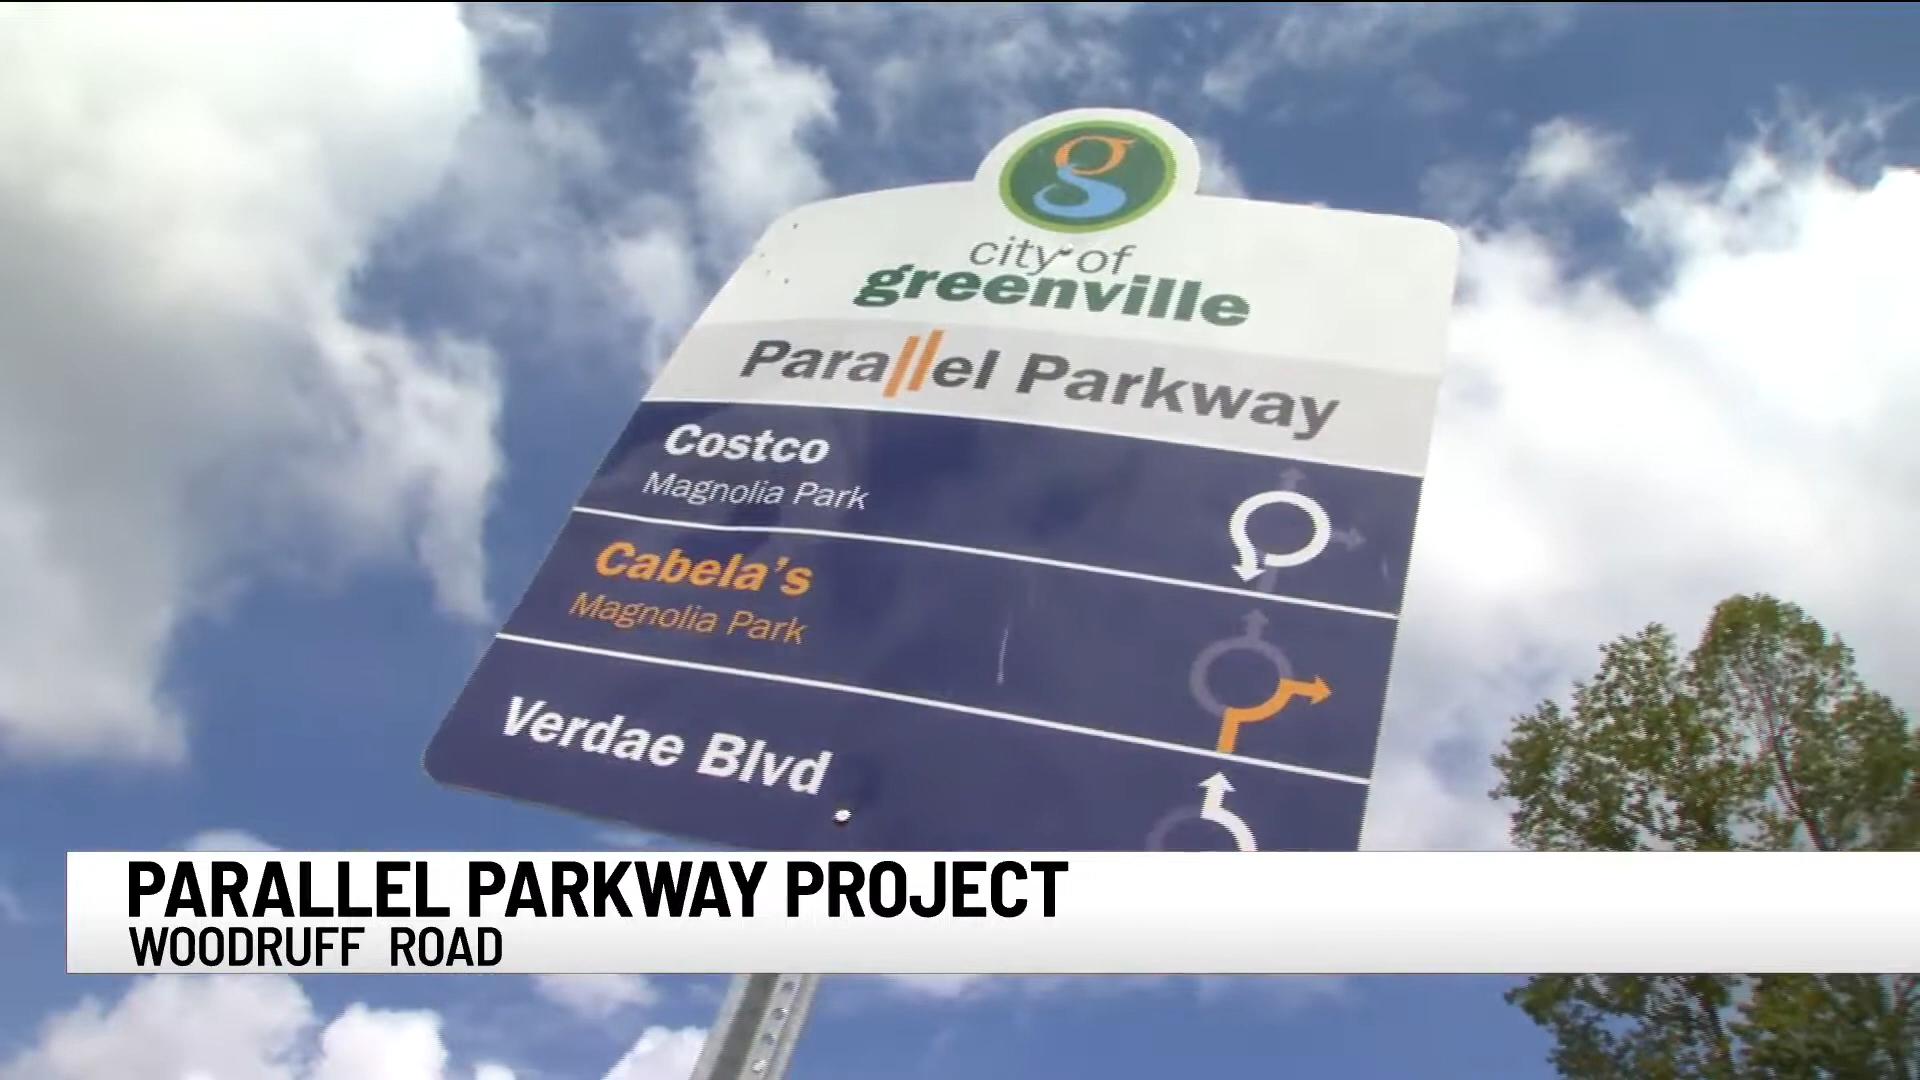 g
city of
greenville
Parallel Parkway
Costco
Magnolia Park
Cabela's
Magnolia Park
Verdae Blvd
PARALLEL PARKWAY PROJECT
WOODRUFF ROAD